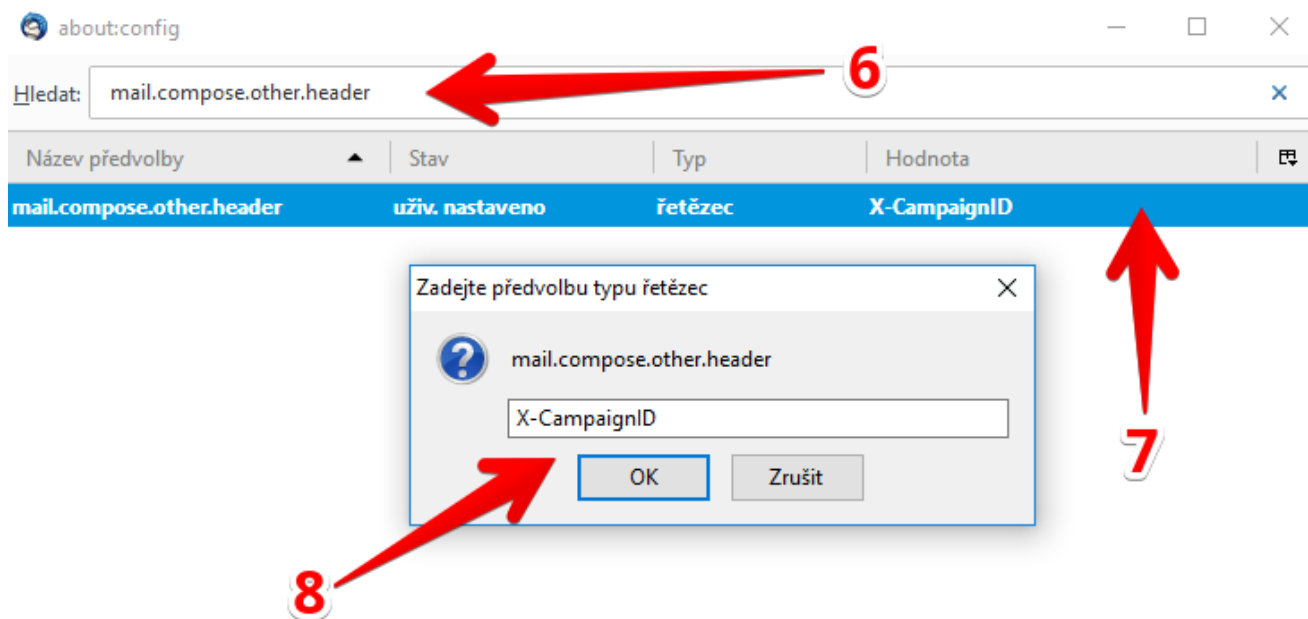 about:config
6
Hledat: mail.compose.other.header
Název předvolby Stav Typ Hodnota
mail.compose.other.header uživ. nastaveno řetězec X-CampaignID
Zadejte předvolbu typu řetězec
mail.compose.other.header
X-CampaignID
7
OK Zrušit
8